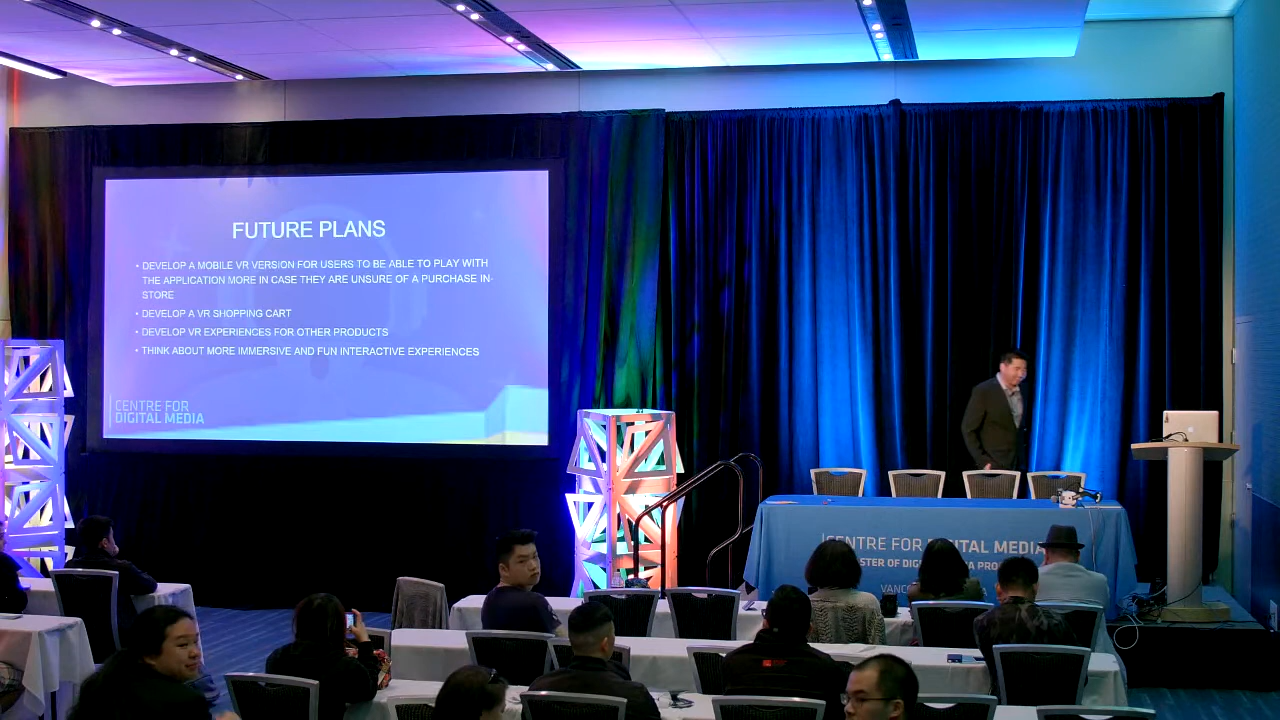 FUTURE PLANS
• DEVELOP A MOBILE VR VERSION FOR USERS TO BE ABLE TO PLAY WITH
THE APPLICATION MORE IN CASE THEY ARE UNSURE OF A PURCHASE IN-
STORE
• DEVELOP A VR SHOPPING CART
• DEVELOP VR EXPERIENCES FOR OTHER PRODUCTS
• THINK ABOUT MORE IMMERSIVE AND FUN INTERACTIVE EXPERIENCES
CENTRE FOR
DIGITAL MEDIA
CENTRE FOR DIGITAL MEDIA